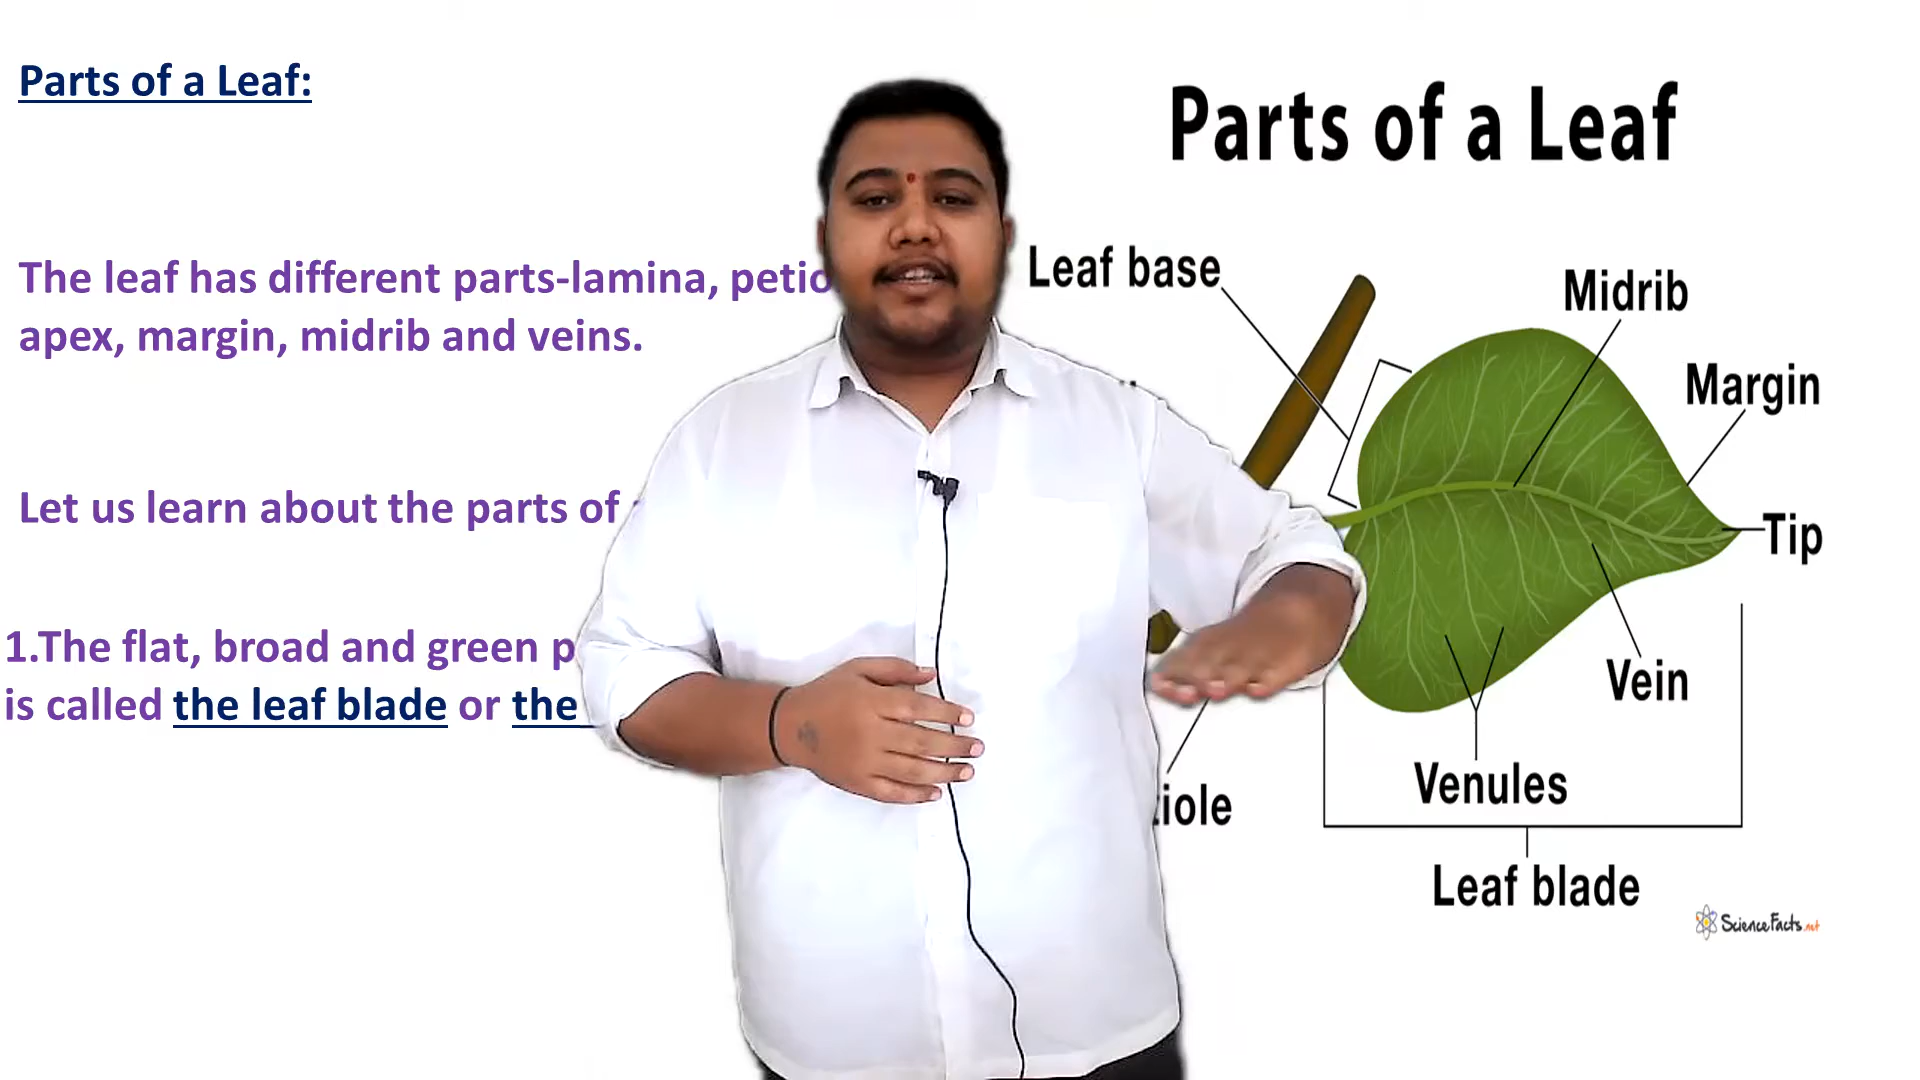 Parts of a Leaf:
The leaf has different parts-lamina,
apex, margin, midrib and veins.
Let us learn about the parts of
1.The flat, broad and green
is called the leaf blade or the
Parts of a Leaf
Leaf base
Midrib
Margin
Tip
Vein
Venules
Leaf blade
ScienceFacts.net